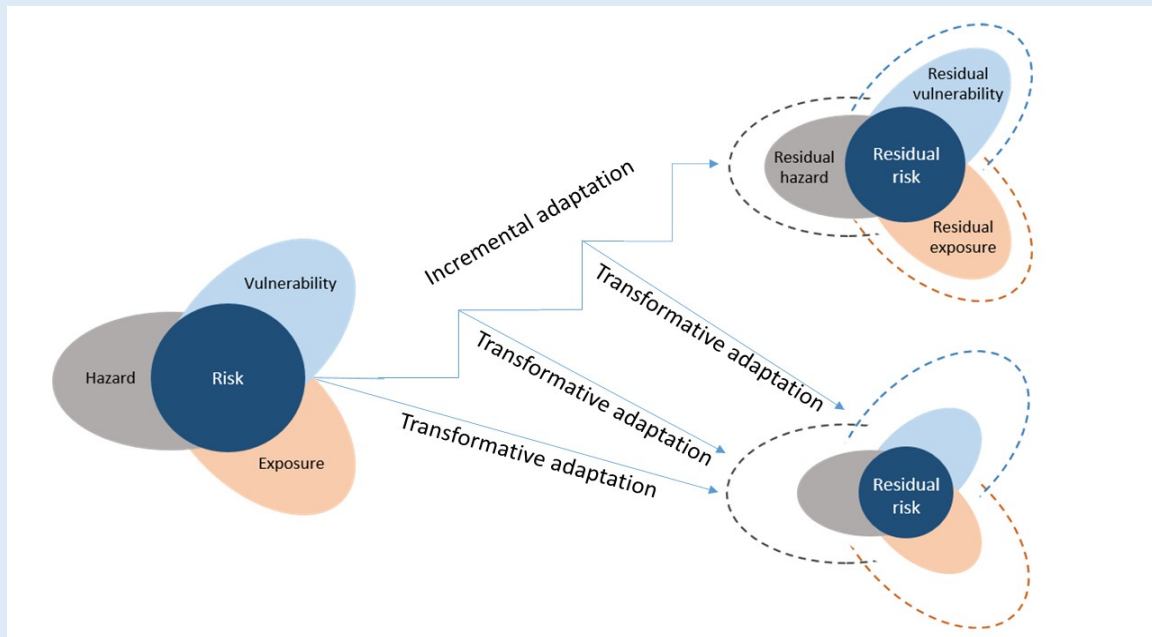 Vulnerability
Hazard
Risk
Exposure
Incremental adaptation
Transformative adaptation
Transformative adaptation
Transformative adaptation
Residual
vulnerability
Residual
hazard
Residual
risk
Residual
exposure
Residual
risk